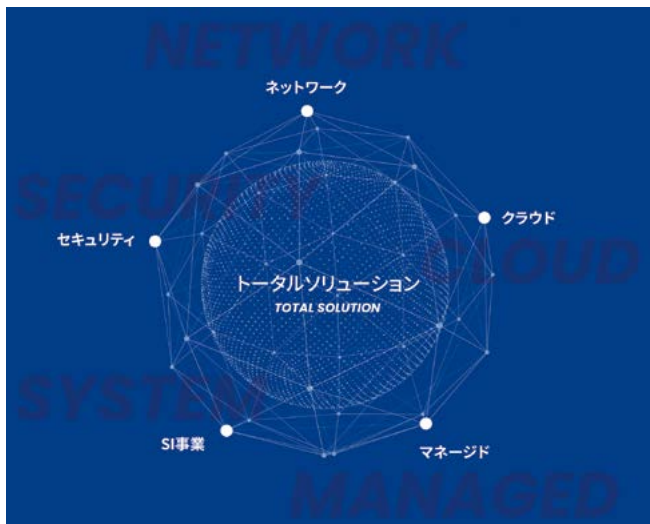 NETWORK
ネットワーク
SECURITY
クラウド
セキュリティ
CLOUD
トータルソリューション
TOTAL SOLUTION
SYSTEM
SI事業
マネージド
MANAGED